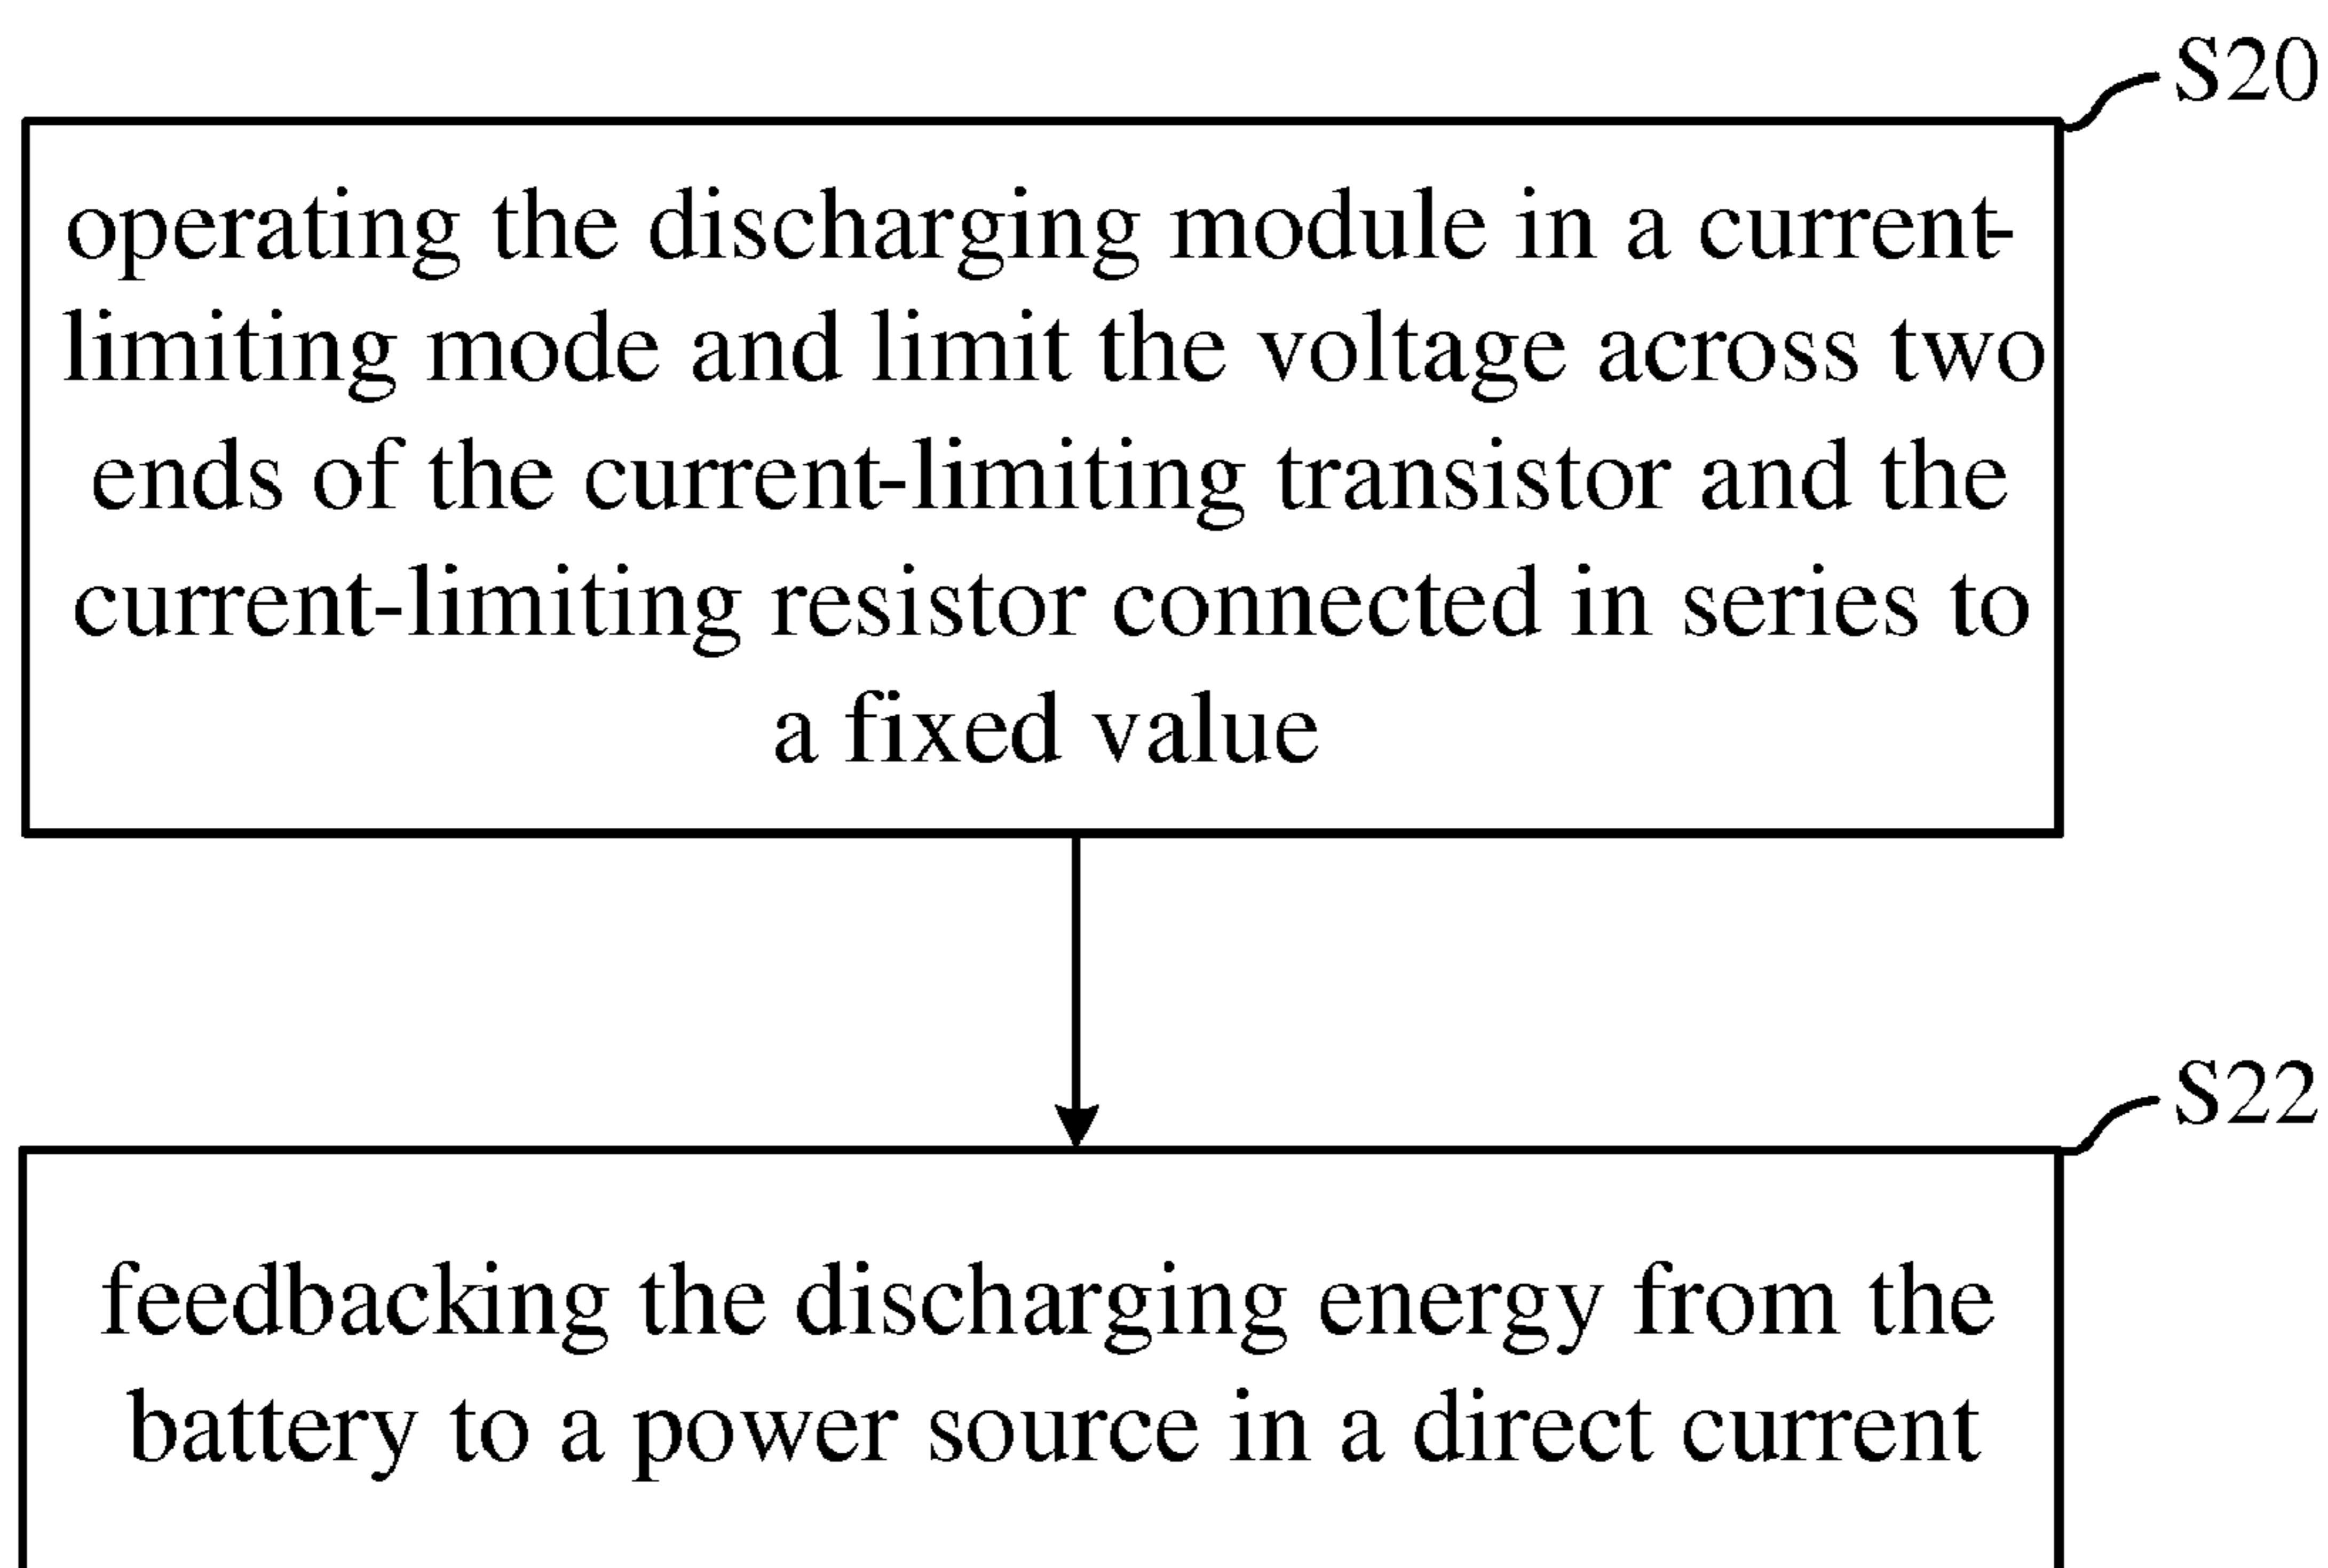 S20
operating the discharging module in a current-
limiting mode and limit the voltage across two
ends of the current-limiting transistor and the
current-limiting resistor connected in series to
a fixed value
S22
feedbacking the discharging energy from the
battery to a power source in a direct current